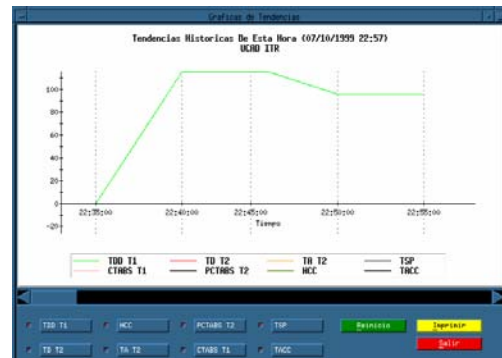 Graficas de Tendencias
Tendencias Historicas De Esta Hora (07/10/1999 22:57)
UCAD ITR
100
80
60
40
20
0
-20
22:35:00 22:40:00 22:45:00 22:50:00 22:55:00
Tiempo
TDD T1 TD T2 TA T2 TSP
CTABS T1 PCTABS T2 HCC TACC
TDD T1 HCC PCTABS T2 TSP Reinicio Imprimir
TD T2 TA T2 CTABS T1 TACC Salir